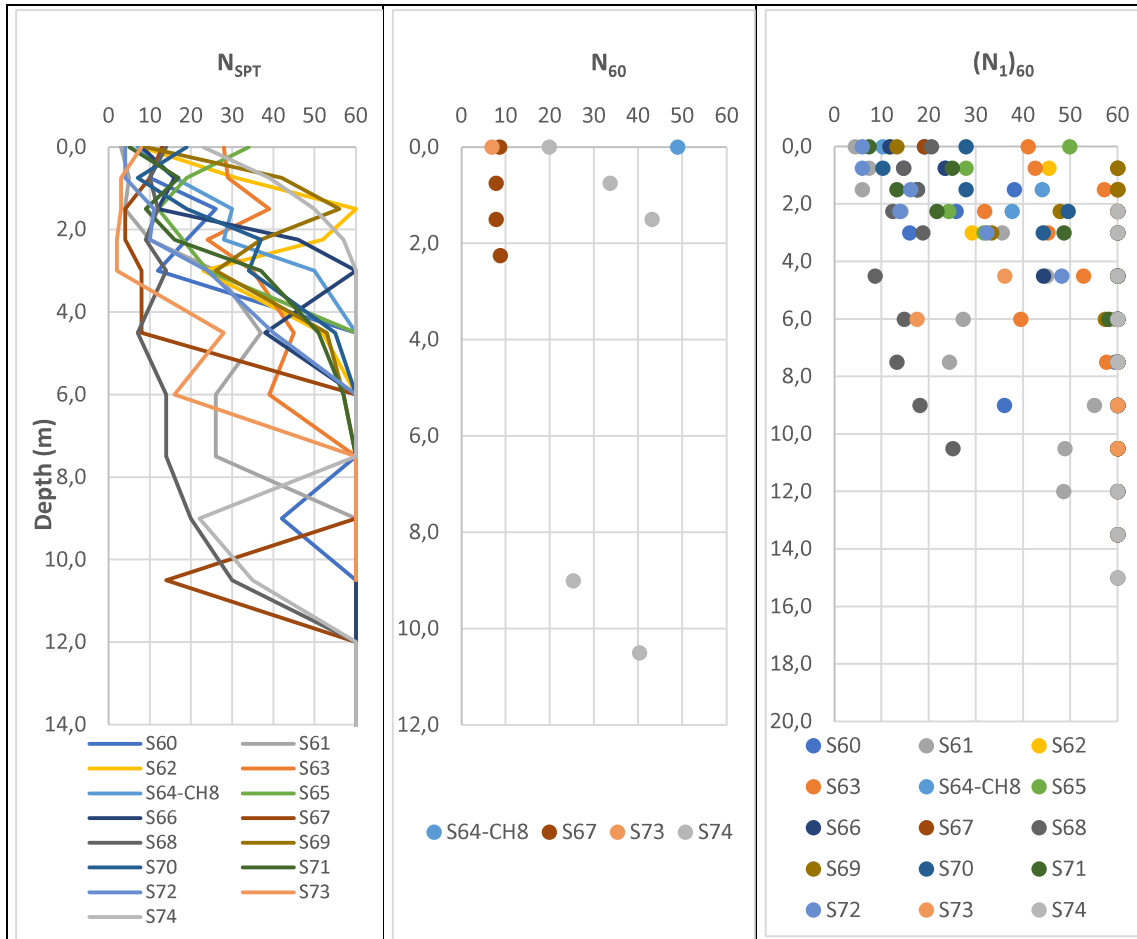 N_SPT
0 10 20 30 40 50 60
0,0
2,0
4,0
6,0
8,0
10,0
12,0
14,0
Depth (m)
S60 S61
S62 S63
S64-CH8 S65
S66 S67
S68 S69
S70 S71
S72 S73
S74
N_60
0 10 20 30 40 50 60
0,0
2,0
4,0
6,0
8,0
10,0
12,0
S64-CH8 S67 S73 S74
(N_1)_60
0 10 20 30 40 50 60
0,0
2,0
4,0
6,0
8,0
10,0
12,0
14,0
16,0
18,0
20,0
S60 S61 S62
S63 S64-CH8 S65
S66 S67 S68
S69 S70 S71
S72 S73 S74